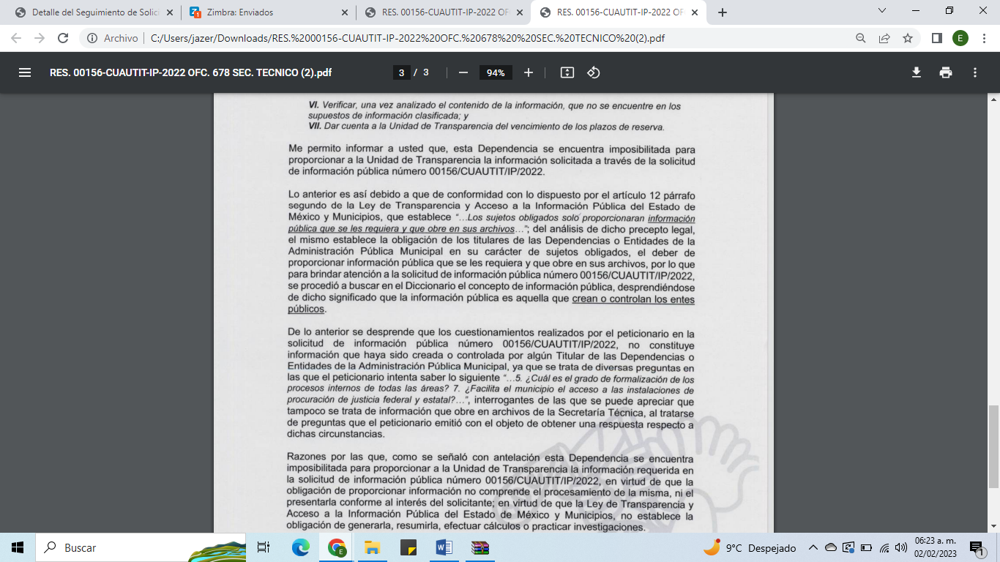 Detalle del Seguimiento de Solici
Zimbra: Enviados
RES. 00156-CUAUTIT-IP-2022 OF
RES. 00156-CUAUTIT-IP-2022 OF
Archivo
C:/Users/jazer/Downloads/RES.%2000156-CUAUTIT-IP-2022%20OFC.%20678%20%20SEC.%20TECNICO%20(2).pdf
E
RES. 00156-CUAUTIT-IP-2022 OFC. 678 SEC. TECNICO (2).pdf
3 / 3
94%
VI. Verificar, una vez analizado el contenido de la información, que no se encuentre en los
supuestos de información clasificada; y
VII. Dar cuenta a la Unidad de Transparencia del vencimiento de los plazos de reserva.
Me permito informar a usted que, esta Dependencia se encuentra imposibilitada para
proporcionar a la Unidad de Transparencia la información solicitada a través de la solicitud
de información pública número 00156/CUAUTIT/IP/2022.
Lo anterior es así debido a que de conformidad con lo dispuesto por el artículo 12 párrafo
segundo de la Ley de Transparencia y Acceso a la Información Pública del Estado de
México y Municipios, que establece “…Los sujetos obligados solo proporcionaran información
pública que se les requiera y que obre en sus archivos…”; del análisis de dicho precepto legal,
el mismo establece la obligación de los titulares de las Dependencias o Entidades de la
Administración Pública Municipal en su carácter de sujetos obligados, el deber de
proporcionar información pública que se les requiera y que obre en sus archivos, por lo que
para brindar atención a la solicitud de información pública número 00156/CUAUTIT/IP/2022,
se procedió a buscar en el Diccionario el concepto de información pública, desprendiéndose
de dicho significado que la información pública es aquella que crean o controlan los entes
públicos.
De lo anterior se desprende que los cuestionamientos realizados por el peticionario en la
solicitud de información pública número 00156/CUAUTIT/IP/2022, no constituye
información que haya sido creada o controlada por algún Titular de las Dependencias o
Entidades de la Administración Pública Municipal, ya que se trata de diversas preguntas en
las que el peticionario intenta saber lo siguiente “…5. ¿Cuál es el grado de formalización de los
procesos internos de todas las áreas? 7. ¿Facilita el municipio el acceso a las instalaciones de
procuración de justicia federal y estatal?…”, interrogantes de las que se puede apreciar que
tampoco se trata de información que obre en archivos de la Secretaría Técnica, al tratarse
de preguntas que el peticionario emitió con el objeto de obtener una respuesta respecto a
dichas circunstancias.
Razones por las que, como se señaló con antelación esta Dependencia se encuentra
imposibilitada para proporcionar a la Unidad de Transparencia la información requerida en
la solicitud de información pública número 00156/CUAUTIT/IP/2022, en virtud de que la
obligación de proporcionar información no comprende el procesamiento de la misma, ni el
presentarla conforme al interés del solicitante; en virtud de que la Ley de Transparencia y
Acceso a la Información Pública del Estado de México y Municipios, no establece la
obligación de generarla, resumirla, efectuar cálculos o practicar investigaciones.
Buscar
9°C Despejado
06:23 a. m.
02/02/2023
1